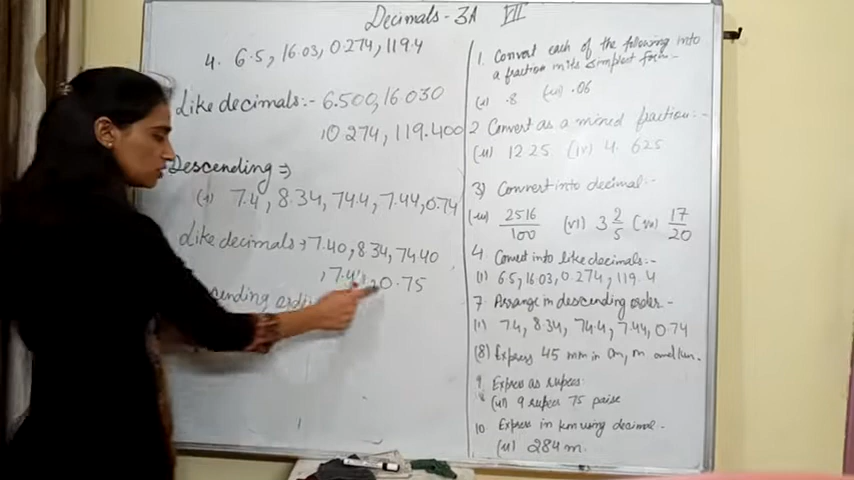 Decimals - 3A VII
4. 6.5, 16.03, 0.274, 119.4
Like decimals:- 6.500, 16.030
, 0.274, 119.400
Descending ⇒
(i) 7.4, 8.34, 74.4, 7.44, 0.74
Like decimals ⇒ 7.40, 8.34, 74.40
0.75
1. Convert each of the following into
a fraction in its simplest form:-
.8 .06
2 Convert as a mixed fraction:-
(ii) 12.25 (iv) 4.625
3) Convert into decimal:-
(iii) 2516/100 (vi) 3 2/5 (vii) 17/20
4. Convert into like decimals:-
(i) 6.5, 16.03, 0.274, 119.4
7. Arrange in descending order:-
(i) 7.4, 8.34, 74.4, 7.44, 0.74
(8) Express 45 mm in cm, m and km.
9. Express as rupees:
(ii) 9 rupees 75 paise
10. Express in km using decimal:-
(ii) 284 m.